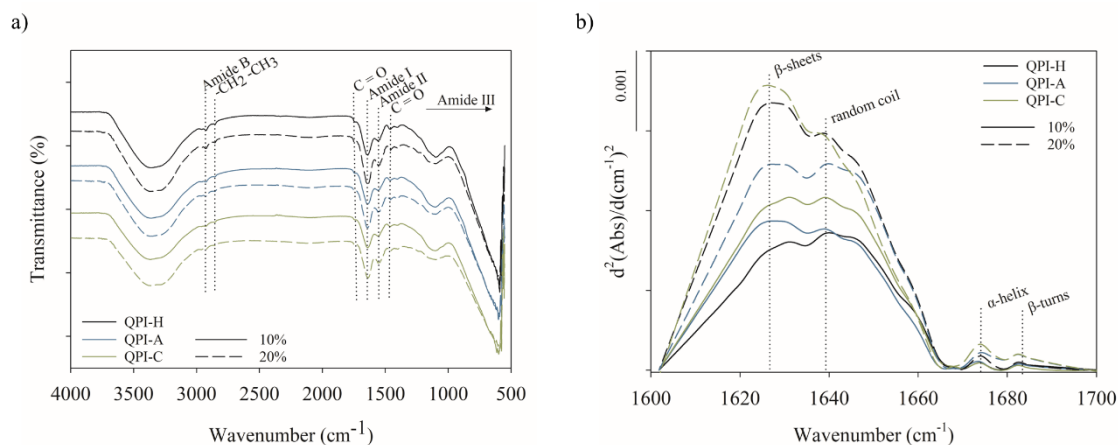 a)
Amide B
-CH2 -CH3
C = O
Amide I
Amide II
C = O
Amide III
Transmittance (%)
QPI-H
QPI-A
QPI-C
10%
20%
4000 3500 3000 2500 2000 1500 1000 500
Wavenumber (cm-1)
b)
0.001
β-sheets
random coil
QPI-H
QPI-A
QPI-C
10%
20%
d2(Abs)/d(cm-1)2
α-helix
β-turns
1600 1620 1640 1660 1680 1700
Wavenumber (cm-1)